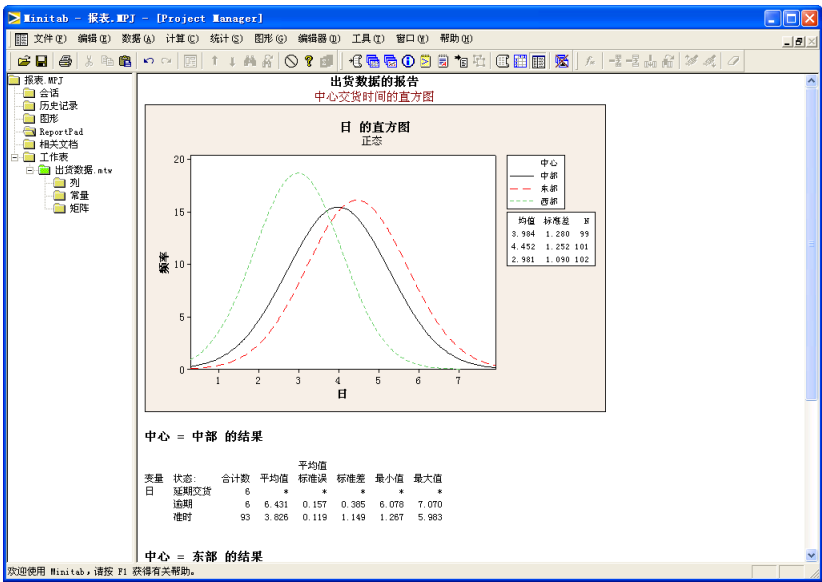 Minitab - 报表.MPJ - [Project Manager]
文件(F) 编辑(E) 数据(A) 计算(C) 统计(S) 图形(G) 编辑器(D) 工具(T) 窗口(W) 帮助(H)
报表.MPJ
会话
历史记录
图形
ReportPad
相关文档
工作表
出货数据.mtw
列
常量
矩阵
出货数据的报告
中心交货时间的直方图
日 的直方图
正态
频率
20
15
10
5
0
1 2 3 4 5 6 7
日
中心
中部
东部
西部
均值 标准差 N
3.984 1.280 99
4.452 1.252 101
2.981 1.090 102
中心 = 中部 的结果
平均值
变量 状态: 合计数 平均值 标准误 标准差 最小值 最大值
日 延期交货 6 * * * * *
逾期 6 6.431 0.157 0.385 6.078 7.070
准时 93 3.826 0.119 1.149 1.267 5.983
中心 = 东部 的结果
欢迎使用 Minitab，请按 F1 获得有关帮助。